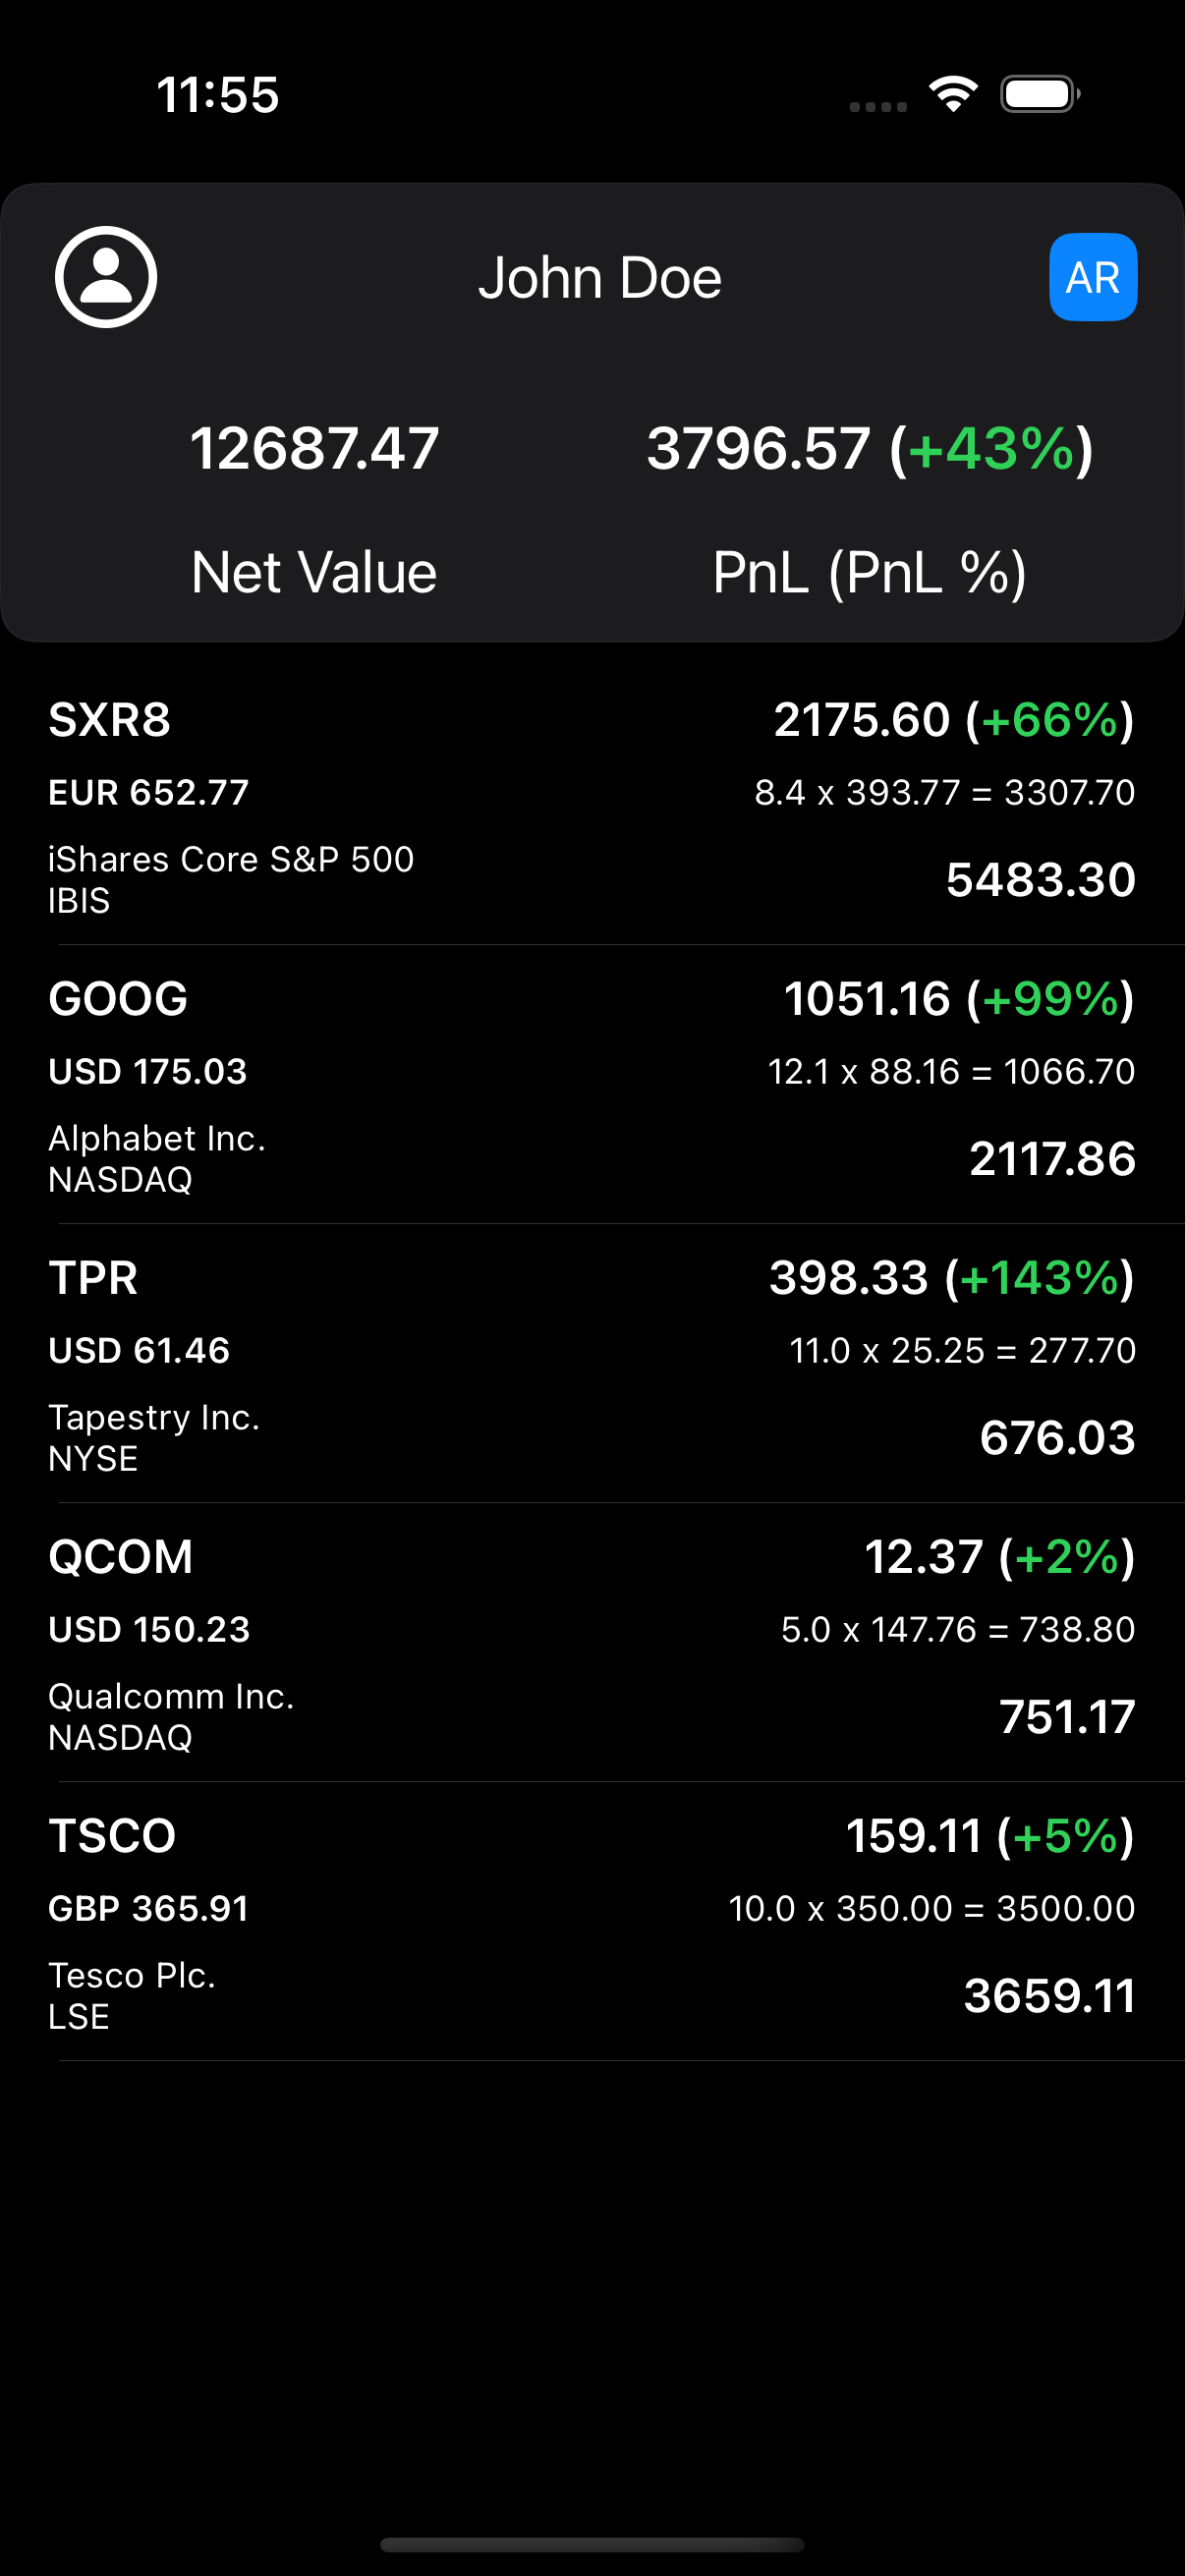 11:55
John Doe
AR
12687.47
3796.57 (+43%)
Net Value
PnL (PnL %)
SXR8
2175.60 (+66%)
EUR 652.77
8.4 x 393.77 = 3307.70
iShares Core S&P 500
IBIS
5483.30
GOOG
1051.16 (+99%)
USD 175.03
12.1 x 88.16 = 1066.70
Alphabet Inc.
NASDAQ
2117.86
TPR
398.33 (+143%)
USD 61.46
11.0 x 25.25 = 277.70
Tapestry Inc.
NYSE
676.03
QCOM
12.37 (+2%)
USD 150.23
5.0 x 147.76 = 738.80
Qualcomm Inc.
NASDAQ
751.17
TSCO
159.11 (+5%)
GBP 365.91
10.0 x 350.00 = 3500.00
Tesco Plc.
LSE
3659.11